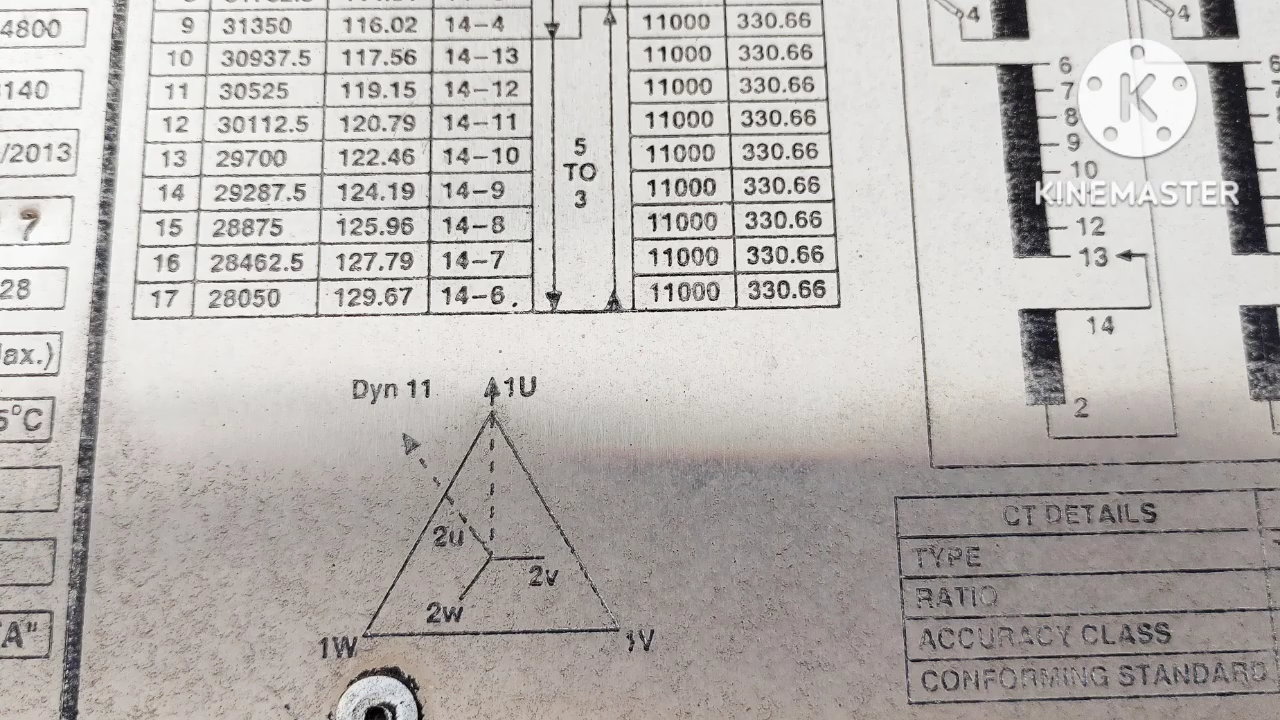 4800
140
/2013
7
28
ax.)
5°C
A"
9 31350 116.02 14-4 11000 330.66
10 30937.5 117.56 14-13 11000 330.66
11 30525 119.15 14-12 11000 330.66
12 30112.5 120.79 14-11 11000 330.66
13 29700 122.46 14-10 11000 330.66
14 29287.5 124.19 14-9 11000 330.66
15 28875 125.96 14-8 11000 330.66
16 28462.5 127.79 14-7 11000 330.66
17 28050 129.67 14-6 11000 330.66
5
TO
3
4
6
7
8
9
10
12
13
14
2
4
6
K
KINEMASTER
Dyn 11
1U
2u
2v
2w
1W
1V
CT DETAILS
TYPE
RATIO
ACCURACY CLASS
CONFORMING STANDARD